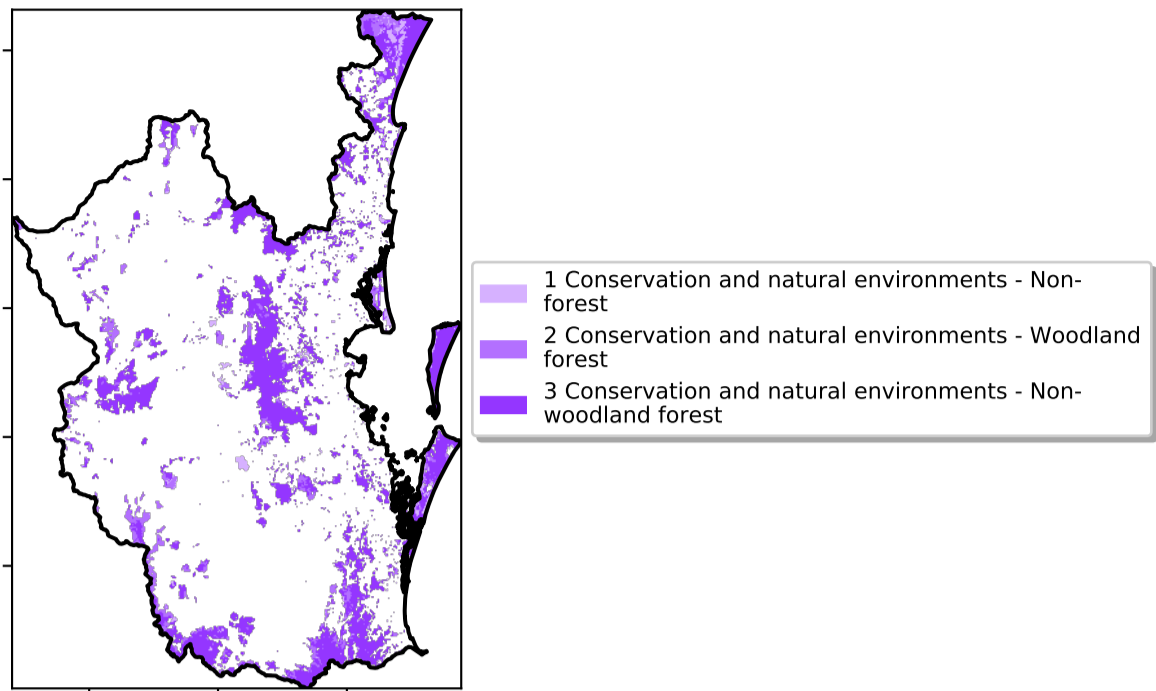 1 Conservation and natural environments - Non-
forest
2 Conservation and natural environments - Woodland
forest
3 Conservation and natural environments - Non-
woodland forest